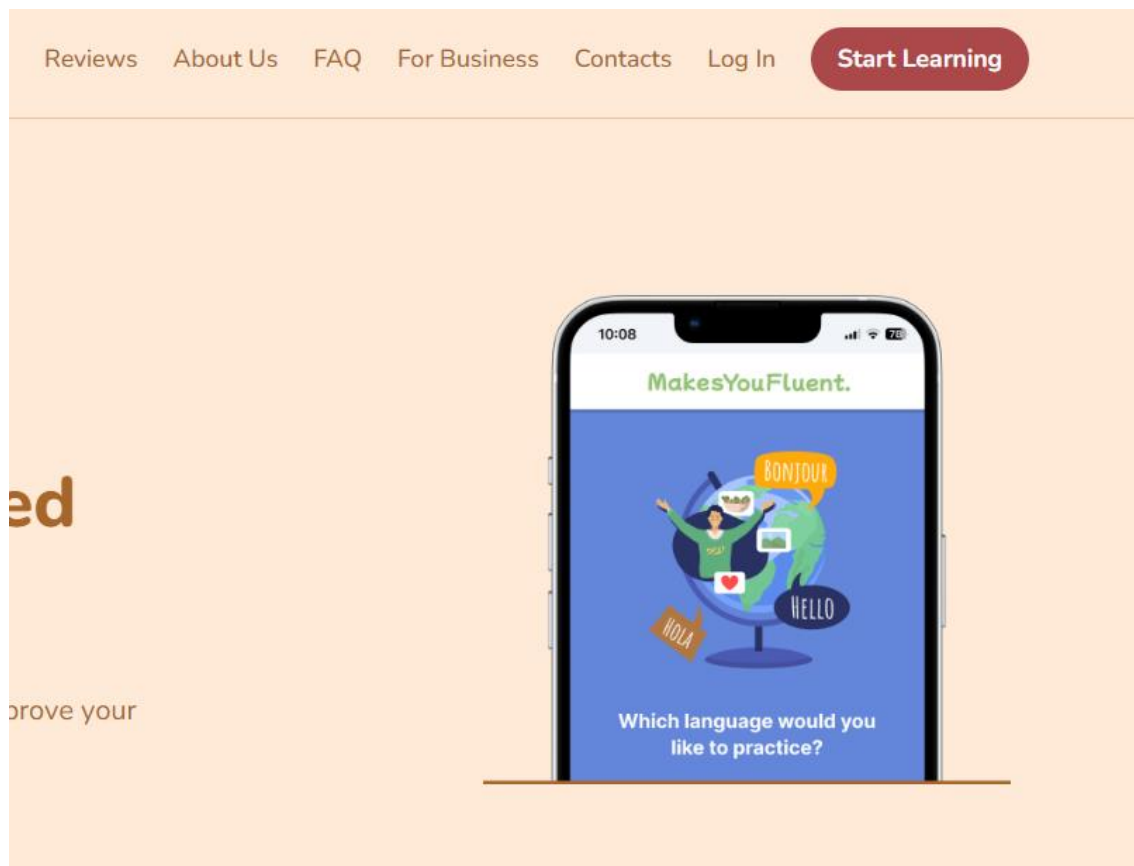 Reviews About Us FAQ For Business Contacts Log In Start Learning
10:08
MakesYouFluent.
BONJOUR
HELLO
HOLA
ed
prove your
Which language would you
like to practice?